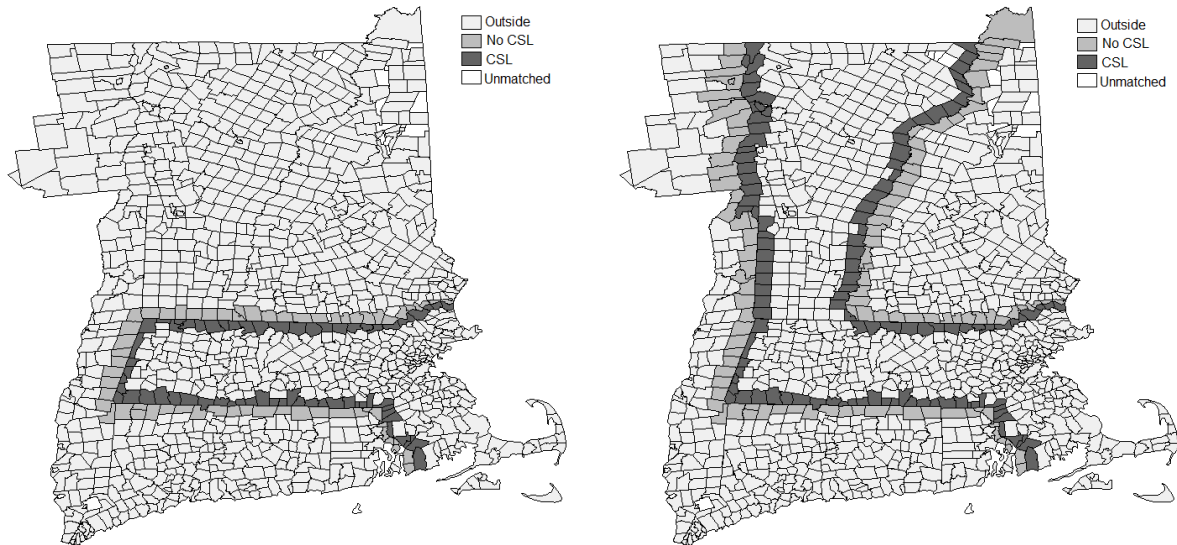 Outside
No CSL
CSL
Unmatched
Outside
No CSL
CSL
Unmatched